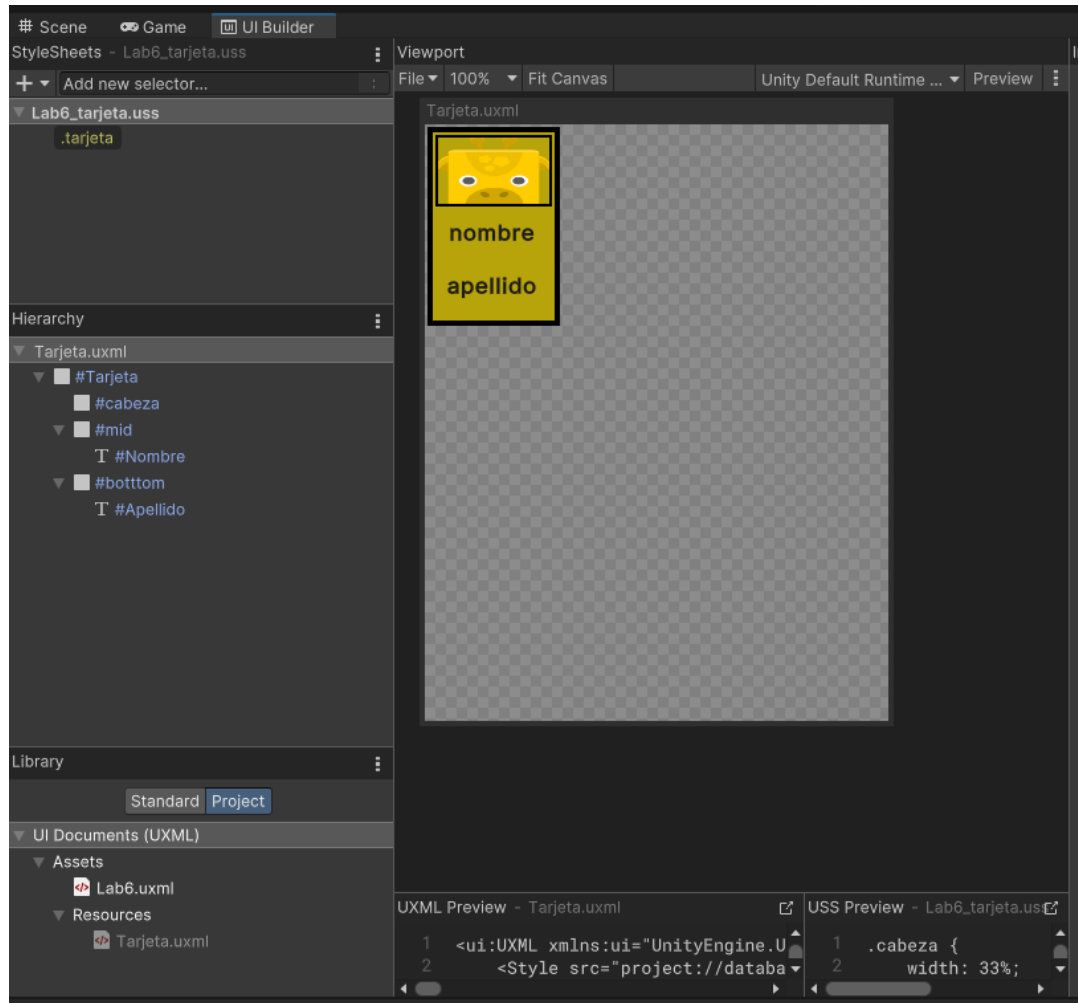 Scene Game UI Builder
StyleSheets - Lab6_tarjeta.uss
Add new selector...
Lab6_tarjeta.uss
.tarjeta
Hierarchy
Tarjeta.uxml
#Tarjeta
#cabeza
#mid
T #Nombre
#botttom
T #Apellido
Library
Standard Project
UI Documents (UXML)
Assets
Lab6.uxml
Resources
Tarjeta.uxml
Viewport
File 100% Fit Canvas Unity Default Runtime ... Preview
Tarjeta.uxml
nombre
apellido
UXML Preview - Tarjeta.uxml
1 <ui:UXML xmlns:ui="UnityEngine.U
2 <Style src="project://databa
USS Preview - Lab6_tarjeta.uss
1 .cabeza {
2 width: 33%;